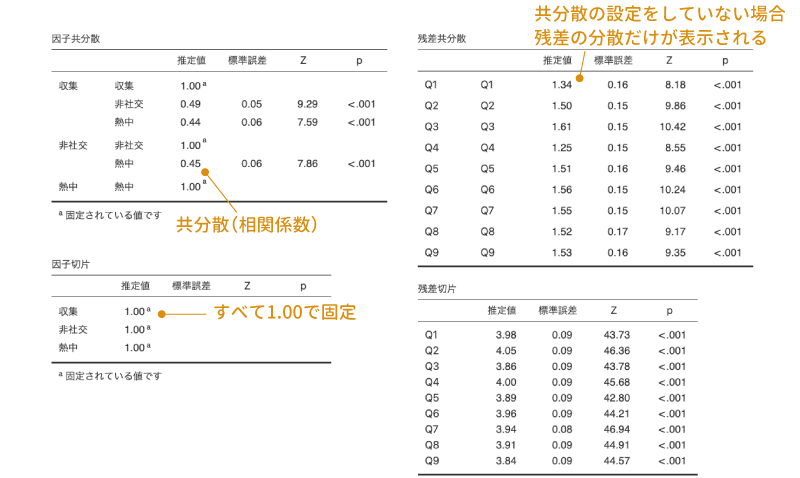 因子共分散
推定値 標準誤差 Z p
収集 収集 1.00 ᵃ
非社交 0.49 0.05 9.29 <.001
熱中 0.44 0.06 7.59 <.001
非社交 非社交 1.00 ᵃ
熱中 0.45 0.06 7.86 <.001
熱中 熱中 1.00 ᵃ
ᵃ 固定されている値です
共分散（相関係数）
因子切片
推定値 標準誤差 Z p
収集 1.00 ᵃ
非社交 1.00 ᵃ
熱中 1.00 ᵃ
すべて1.00で固定
ᵃ 固定されている値です
共分散の設定をしていない場合
残差の分散だけが表示される
残差共分散
推定値 標準誤差 Z p
Q1 Q1 1.34 0.16 8.18 <.001
Q2 Q2 1.50 0.15 9.86 <.001
Q3 Q3 1.61 0.15 10.42 <.001
Q4 Q4 1.25 0.15 8.55 <.001
Q5 Q5 1.51 0.16 9.46 <.001
Q6 Q6 1.56 0.15 10.24 <.001
Q7 Q7 1.55 0.15 10.07 <.001
Q8 Q8 1.52 0.17 9.17 <.001
Q9 Q9 1.53 0.16 9.35 <.001
残差切片
推定値 標準誤差 Z p
Q1 3.98 0.09 43.73 <.001
Q2 4.05 0.09 46.36 <.001
Q3 3.86 0.09 43.78 <.001
Q4 4.00 0.09 45.68 <.001
Q5 3.89 0.09 42.80 <.001
Q6 3.96 0.09 44.21 <.001
Q7 3.94 0.08 46.94 <.001
Q8 3.91 0.09 44.91 <.001
Q9 3.84 0.09 44.57 <.001